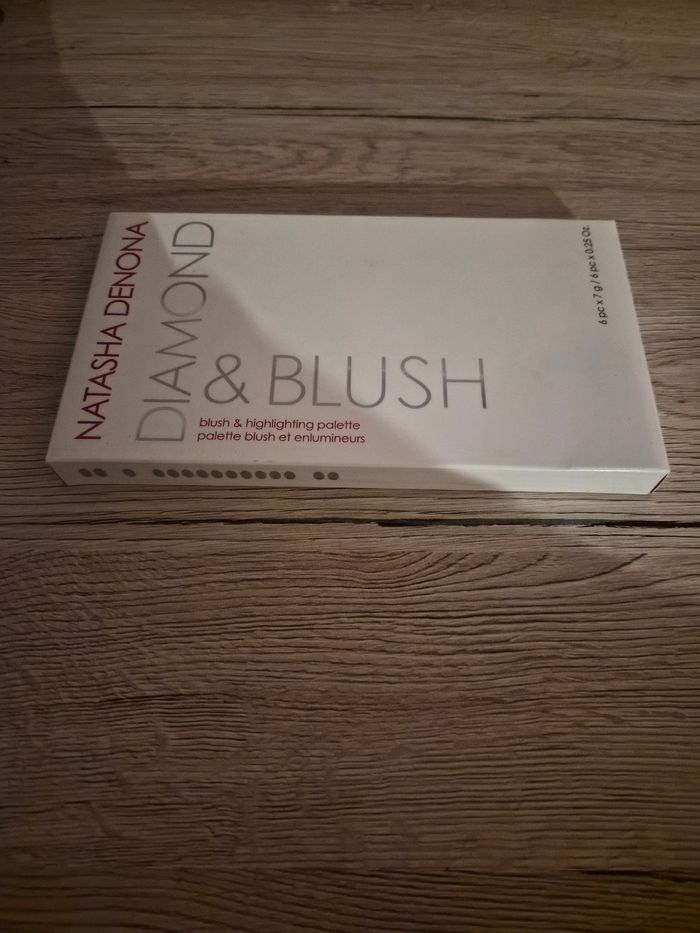 NATASHA DENONA
DIAMOND
& BLUSH
blush & highlighting palette
palette blush et enlumineurs
6 pc x 7 g / 6 pc x 0.25 Oz.